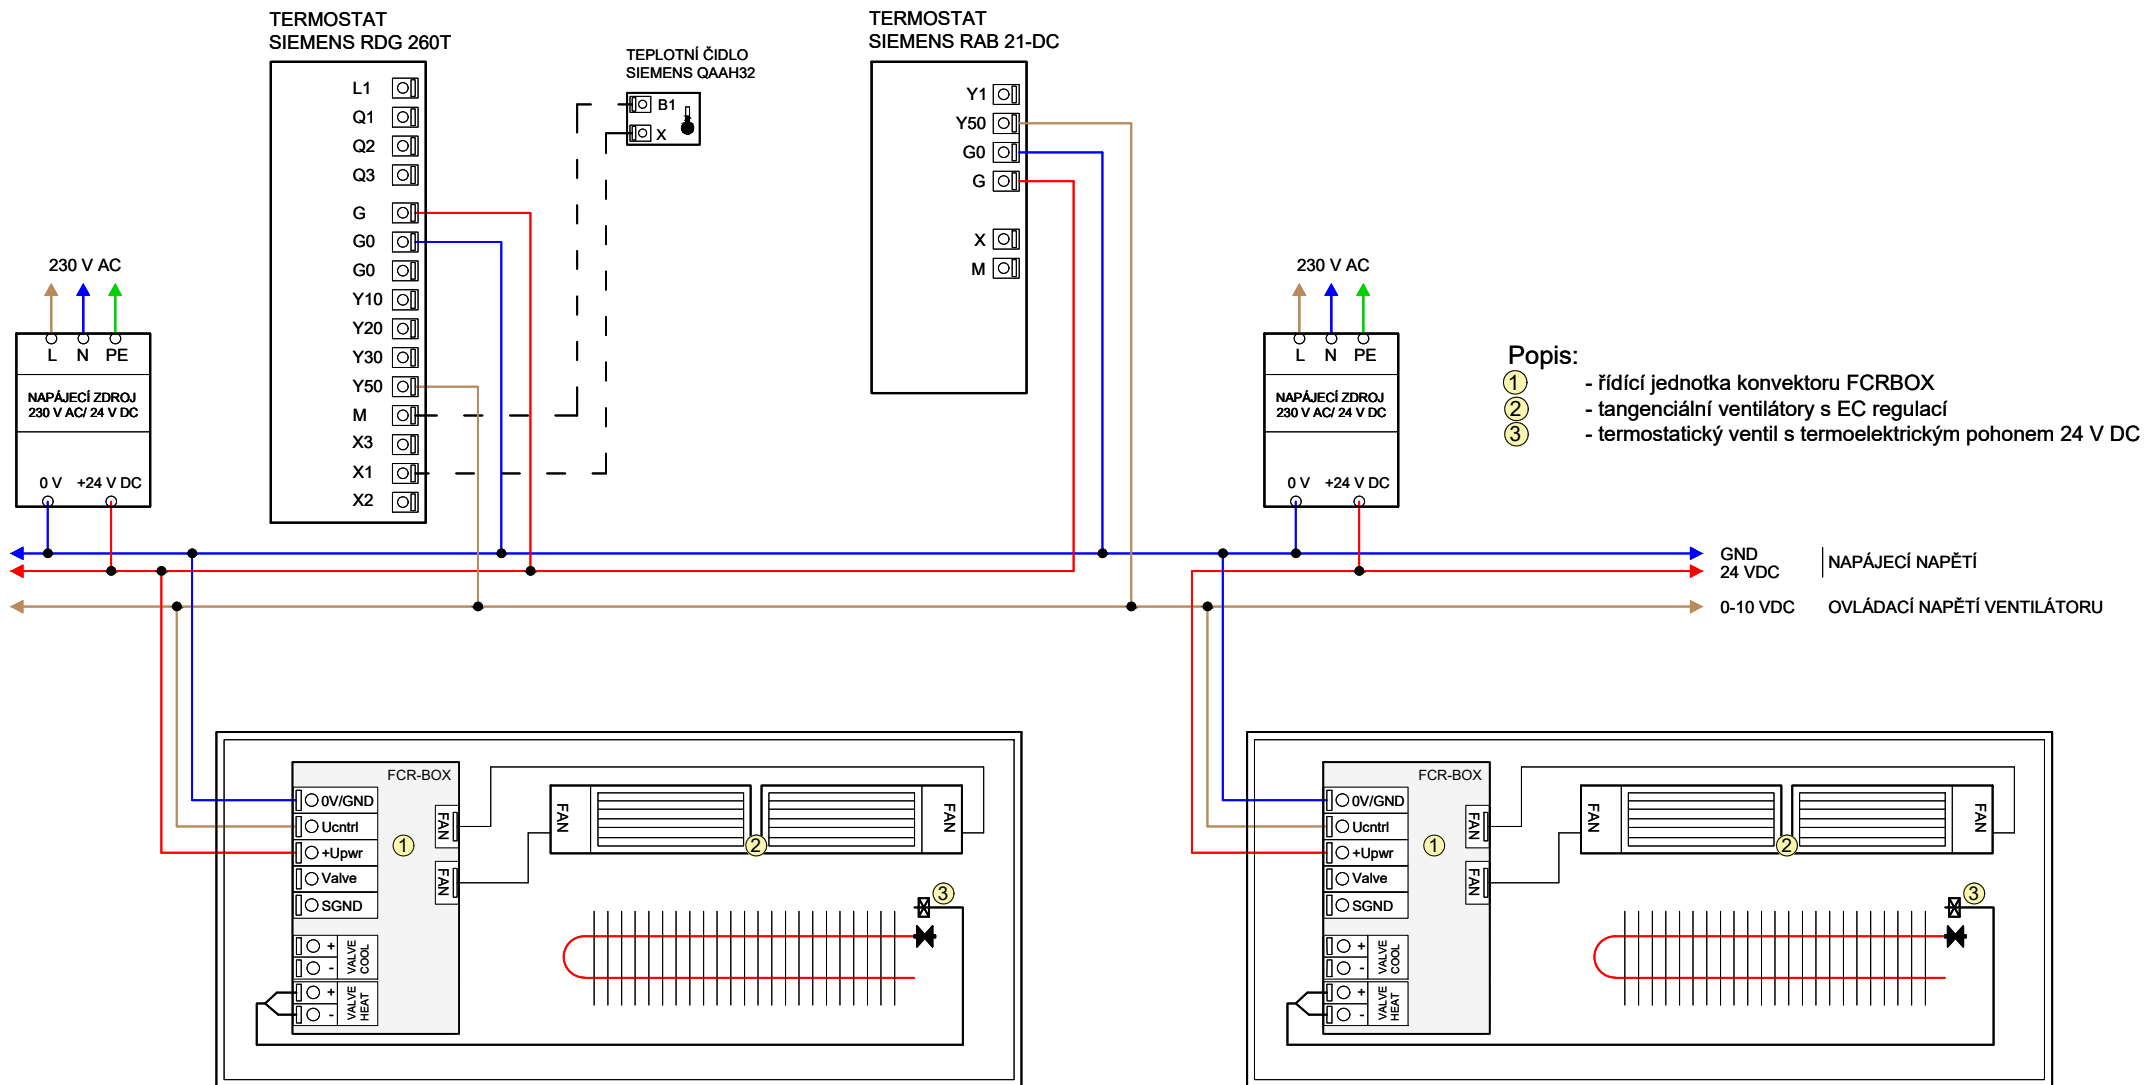 TERMOSTAT
SIEMENS RDG 260T
L1
Q1
Q2
Q3
G
G0
G0
Y10
Y20
Y30
Y50
M
X3
X1
X2
TEPLOTNÍ ČIDLO
SIEMENS QAAH32
B1
X
TERMOSTAT
SIEMENS RAB 21-DC
Y1
Y50
G0
G
X
M
230 V AC
L N PE
NAPÁJECÍ ZDROJ
230 V AC/ 24 V DC
0 V +24 V DC
230 V AC
L N PE
NAPÁJECÍ ZDROJ
230 V AC/ 24 V DC
0 V +24 V DC
Popis:
1 - řídící jednotka konvektoru FCRBOX
2 - tangenciální ventilátory s EC regulací
3 - termostatický ventil s termoelektrickým pohonem 24 V DC
GND
24 VDC
NAPÁJECÍ NAPĚTÍ
0-10 VDC OVLÁDACÍ NAPĚTÍ VENTILÁTORU
FCR-BOX
0V/GND
Ucntrl
+Upwr
Valve
SGND
+
-
VALVE
COOL
+
-
VALVE
HEAT
FAN
FAN
1
FAN
FAN
2
3
FCR-BOX
0V/GND
Ucntrl
+Upwr
Valve
SGND
+
-
VALVE
COOL
+
-
VALVE
HEAT
FAN
FAN
1
FAN
FAN
2
3